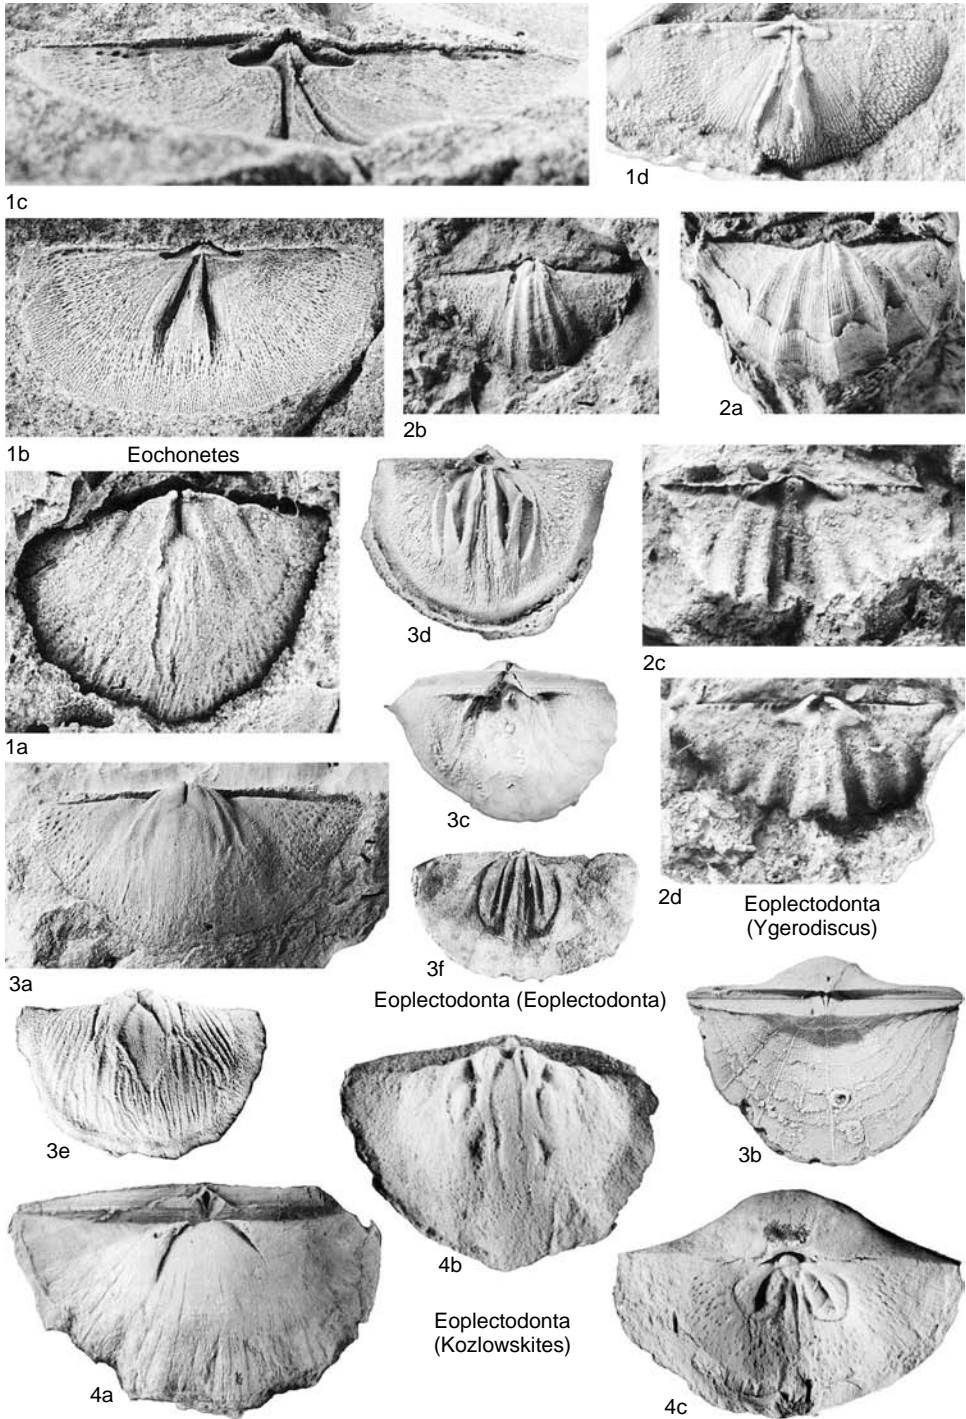 1c
1d
1b
Eochonetes
2b
2a
1a
3d
2c
3c
2d
Eoplectodonta
(Ygerodiscus)
3a
3f
Eoplectodonta (Eoplectodonta)
3e
3b
4b
Eoplectodonta
(Kozlowskites)
4a
4c